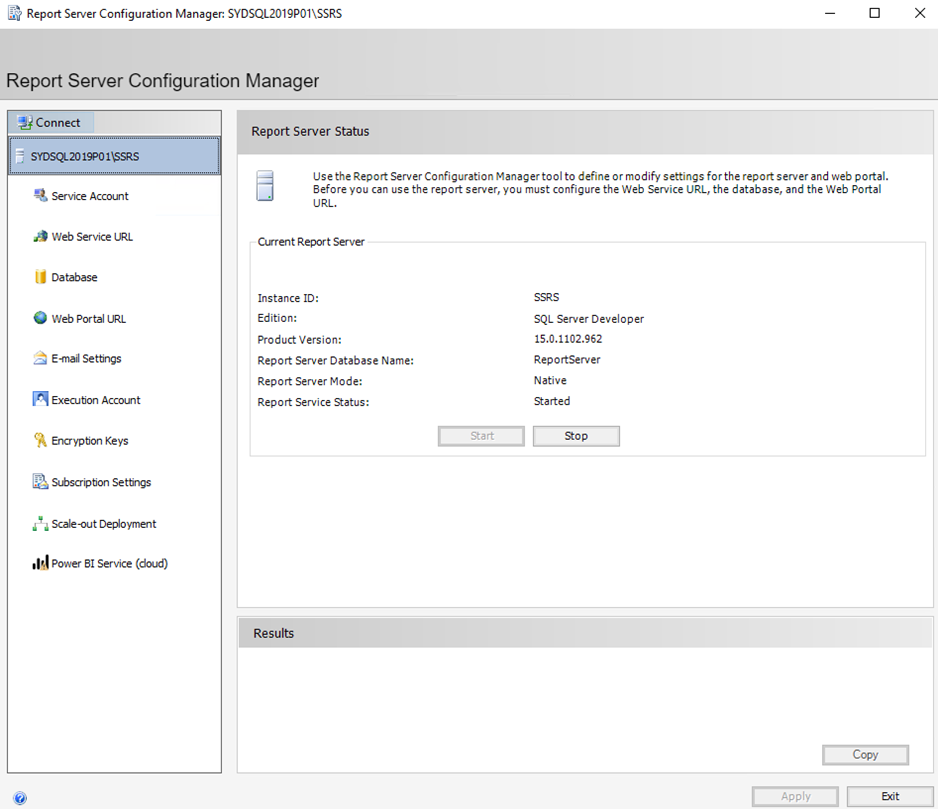 Report Server Configuration Manager: SYDSQL2019P01\SSRS
Report Server Configuration Manager
Connect
SYDSQL2019P01\SSRS
Service Account
Web Service URL
Database
Web Portal URL
E-mail Settings
Execution Account
Encryption Keys
Subscription Settings
Scale-out Deployment
Power BI Service (cloud)
Report Server Status
Use the Report Server Configuration Manager tool to define or modify settings for the report server and web portal.
Before you can use the report server, you must configure the Web Service URL, the database, and the Web Portal
URL.
Current Report Server
Instance ID: SSRS
Edition: SQL Server Developer
Product Version: 15.0.1102.962
Report Server Database Name: ReportServer
Report Server Mode: Native
Report Service Status: Started
Start Stop
Results
Copy
Apply Exit